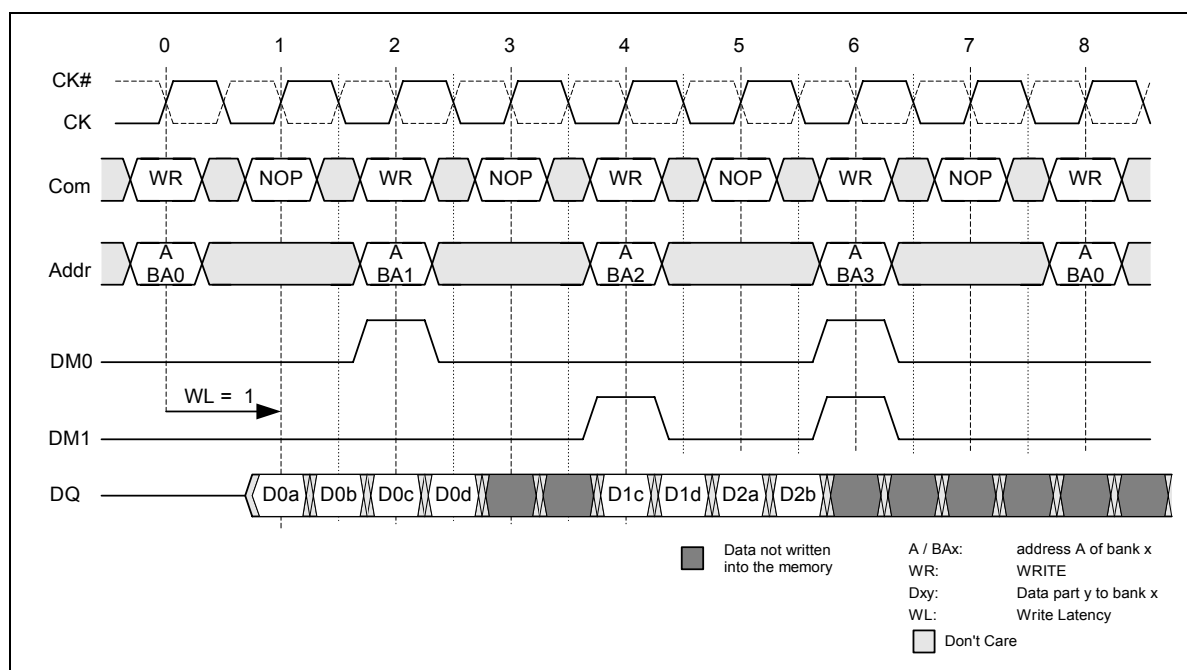 0 1 2 3 4 5 6 7 8
CK#
CK
Com WR NOP WR NOP WR NOP WR NOP WR
A A A A A
Addr BA0 BA1 BA2 BA3 BA0
DM0
WL = 1
DM1
DQ D0a D0b D0c D0d D1c D1d D2a D2b
Data not written
into the memory
A / BAx: address A of bank x
WR: WRITE
Dxy: Data part y to bank x
WL: Write Latency
Don't Care